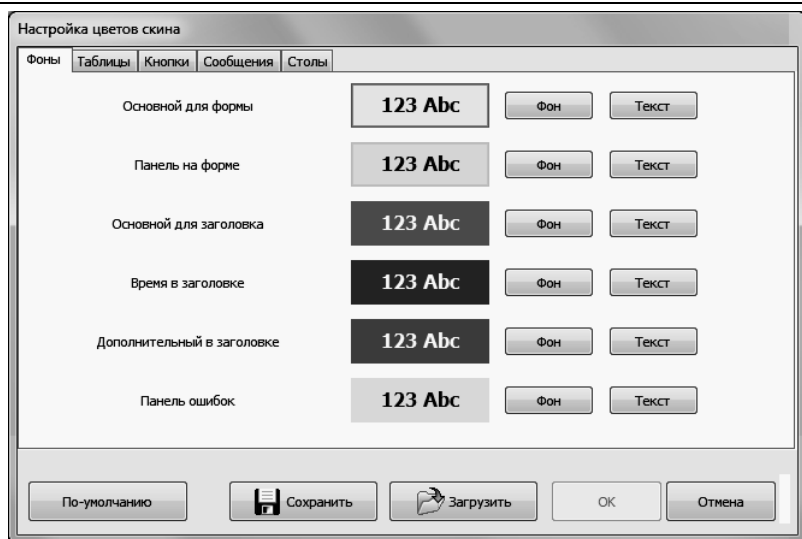 Настройка цветов скина
Фоны Таблицы Кнопки Сообщения Столы
Основной для формы 123 Abc Фон Текст
Панель на форме 123 Abc Фон Текст
Основной для заголовка 123 Abc Фон Текст
Время в заголовке 123 Abc Фон Текст
Дополнительный в заголовке 123 Abc Фон Текст
Панель ошибок 123 Abc Фон Текст
По-умолчанию Сохранить Загрузить ОК Отмена